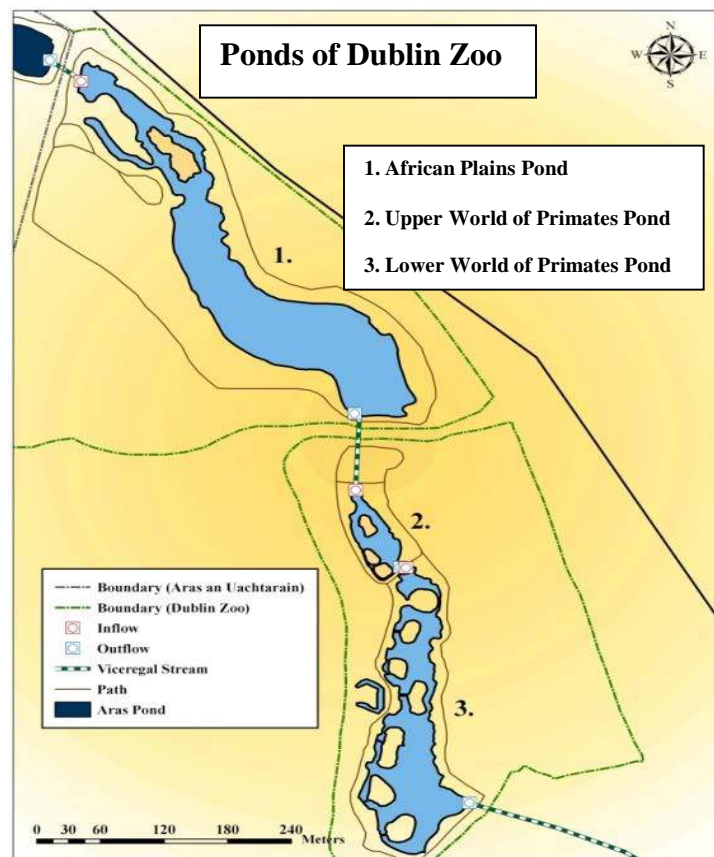 Ponds of Dublin Zoo
N
W E
S
1. African Plains Pond
2. Upper World of Primates Pond
3. Lower World of Primates Pond
1.
2.
3.
Boundary (Aras an Uachtarain)
Boundary (Dublin Zoo)
Inflow
Outflow
Viceregal Stream
Path
Aras Pond
0 30 60 120 180 240 Meters